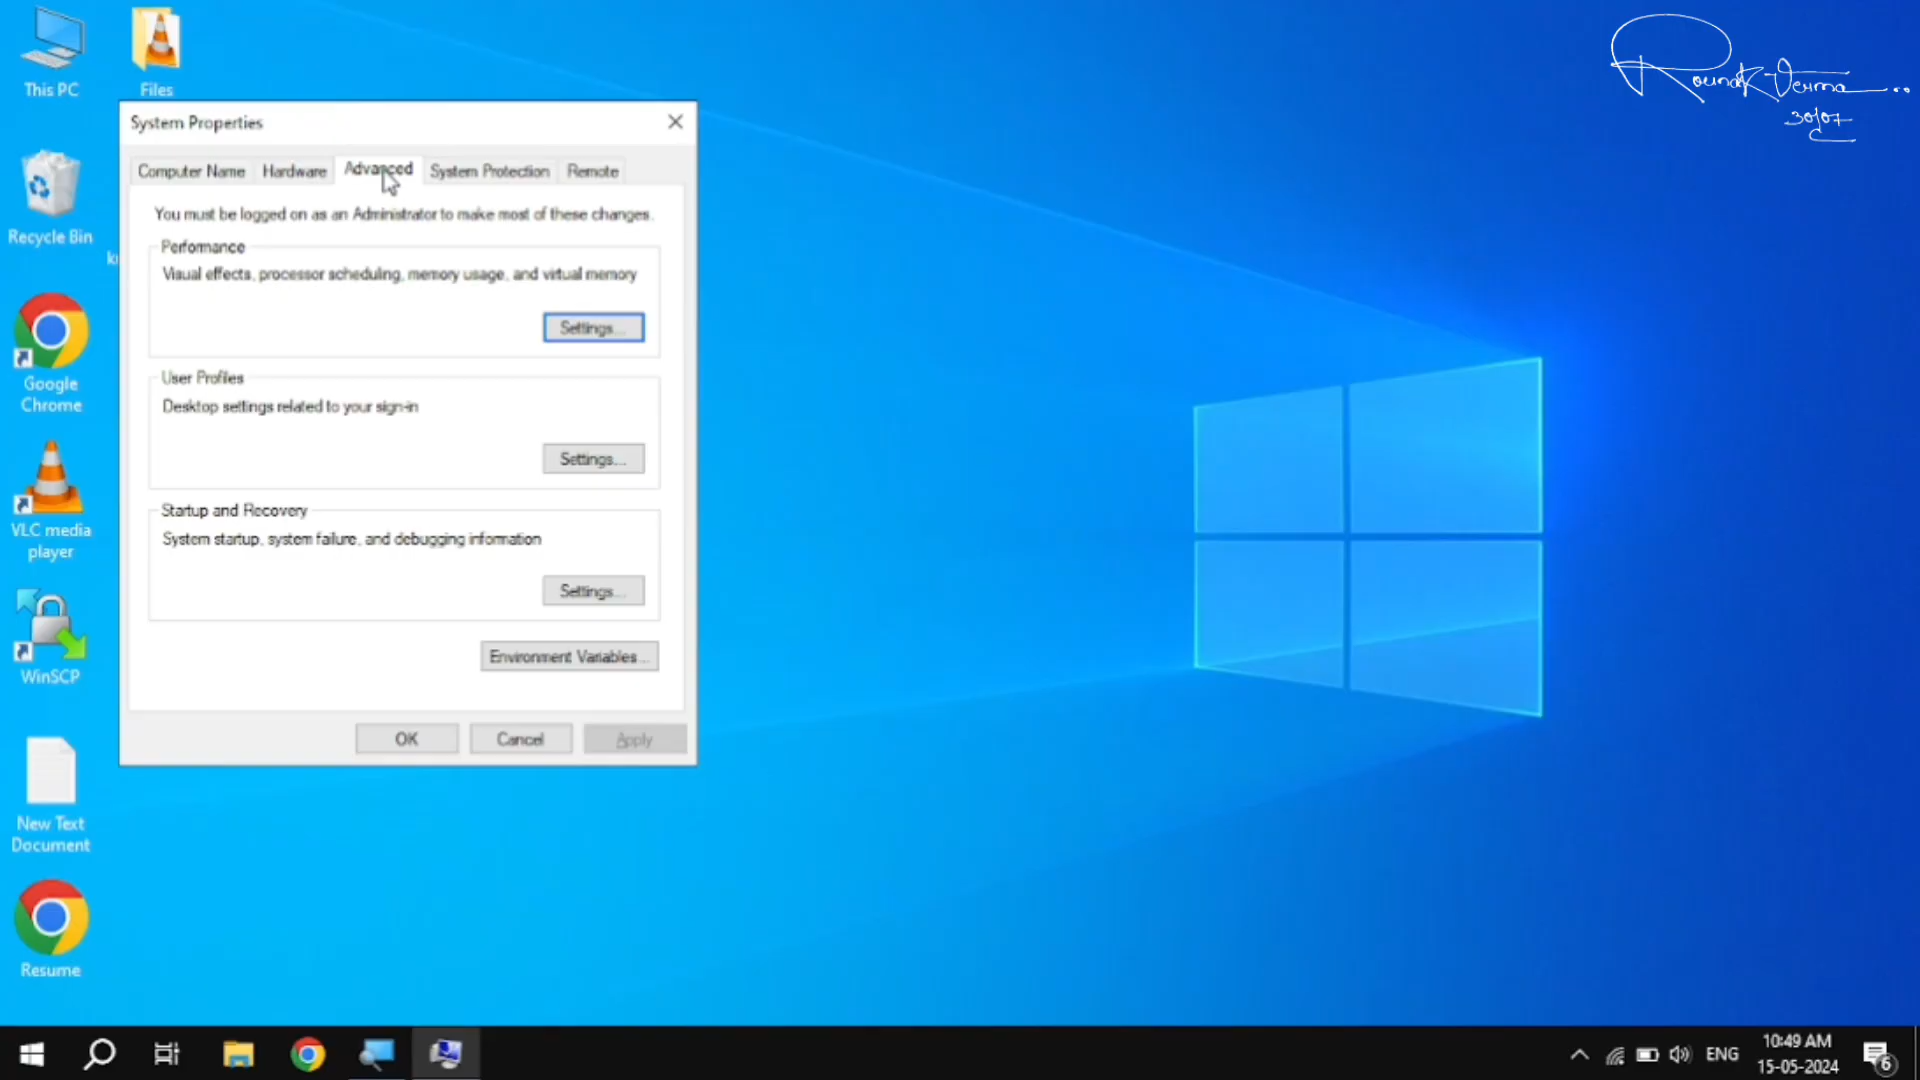 This PC
Files
Recycle Bin
Google
Chrome
VLC media
player
WinSCP
New Text
Document
Resume
System Properties
Computer Name
Hardware
Advanced
System Protection
Remote
You must be logged on as an Administrator to make most of these changes.
Performance
Visual effects, processor scheduling, memory usage, and virtual memory
Settings...
User Profiles
Desktop settings related to your sign-in
Settings...
Startup and Recovery
System startup, system failure, and debugging information
Settings...
Environment Variables...
OK
Cancel
Apply
Verma
30/07
ENG
10:49 AM
15-05-2024
6